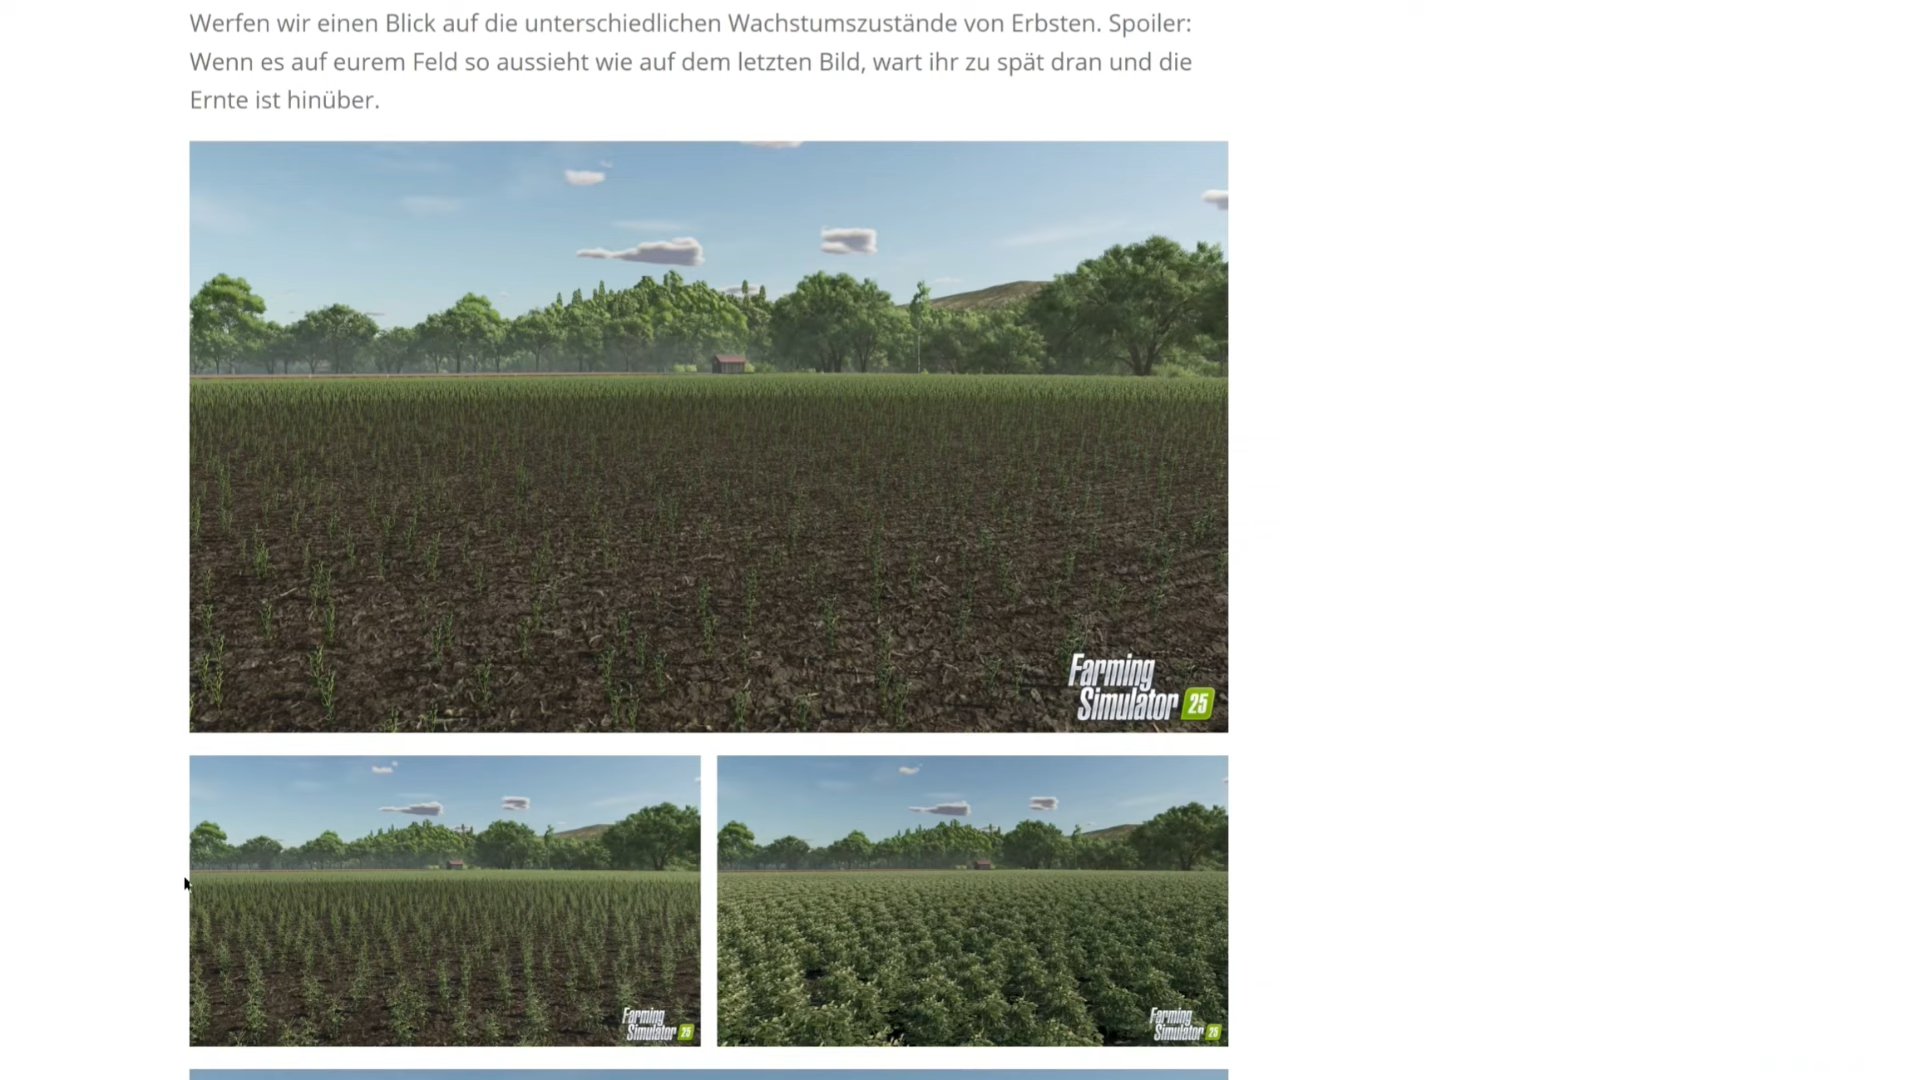 Werfen wir einen Blick auf die unterschiedlichen Wachstumszustände von Erbsten. Spoiler:
Wenn es auf eurem Feld so aussieht wie auf dem letzten Bild, wart ihr zu spät dran und die
Ernte ist hinüber.
Farming
Simulator 25
Farming
Simulator 25
Farming
Simulator 25